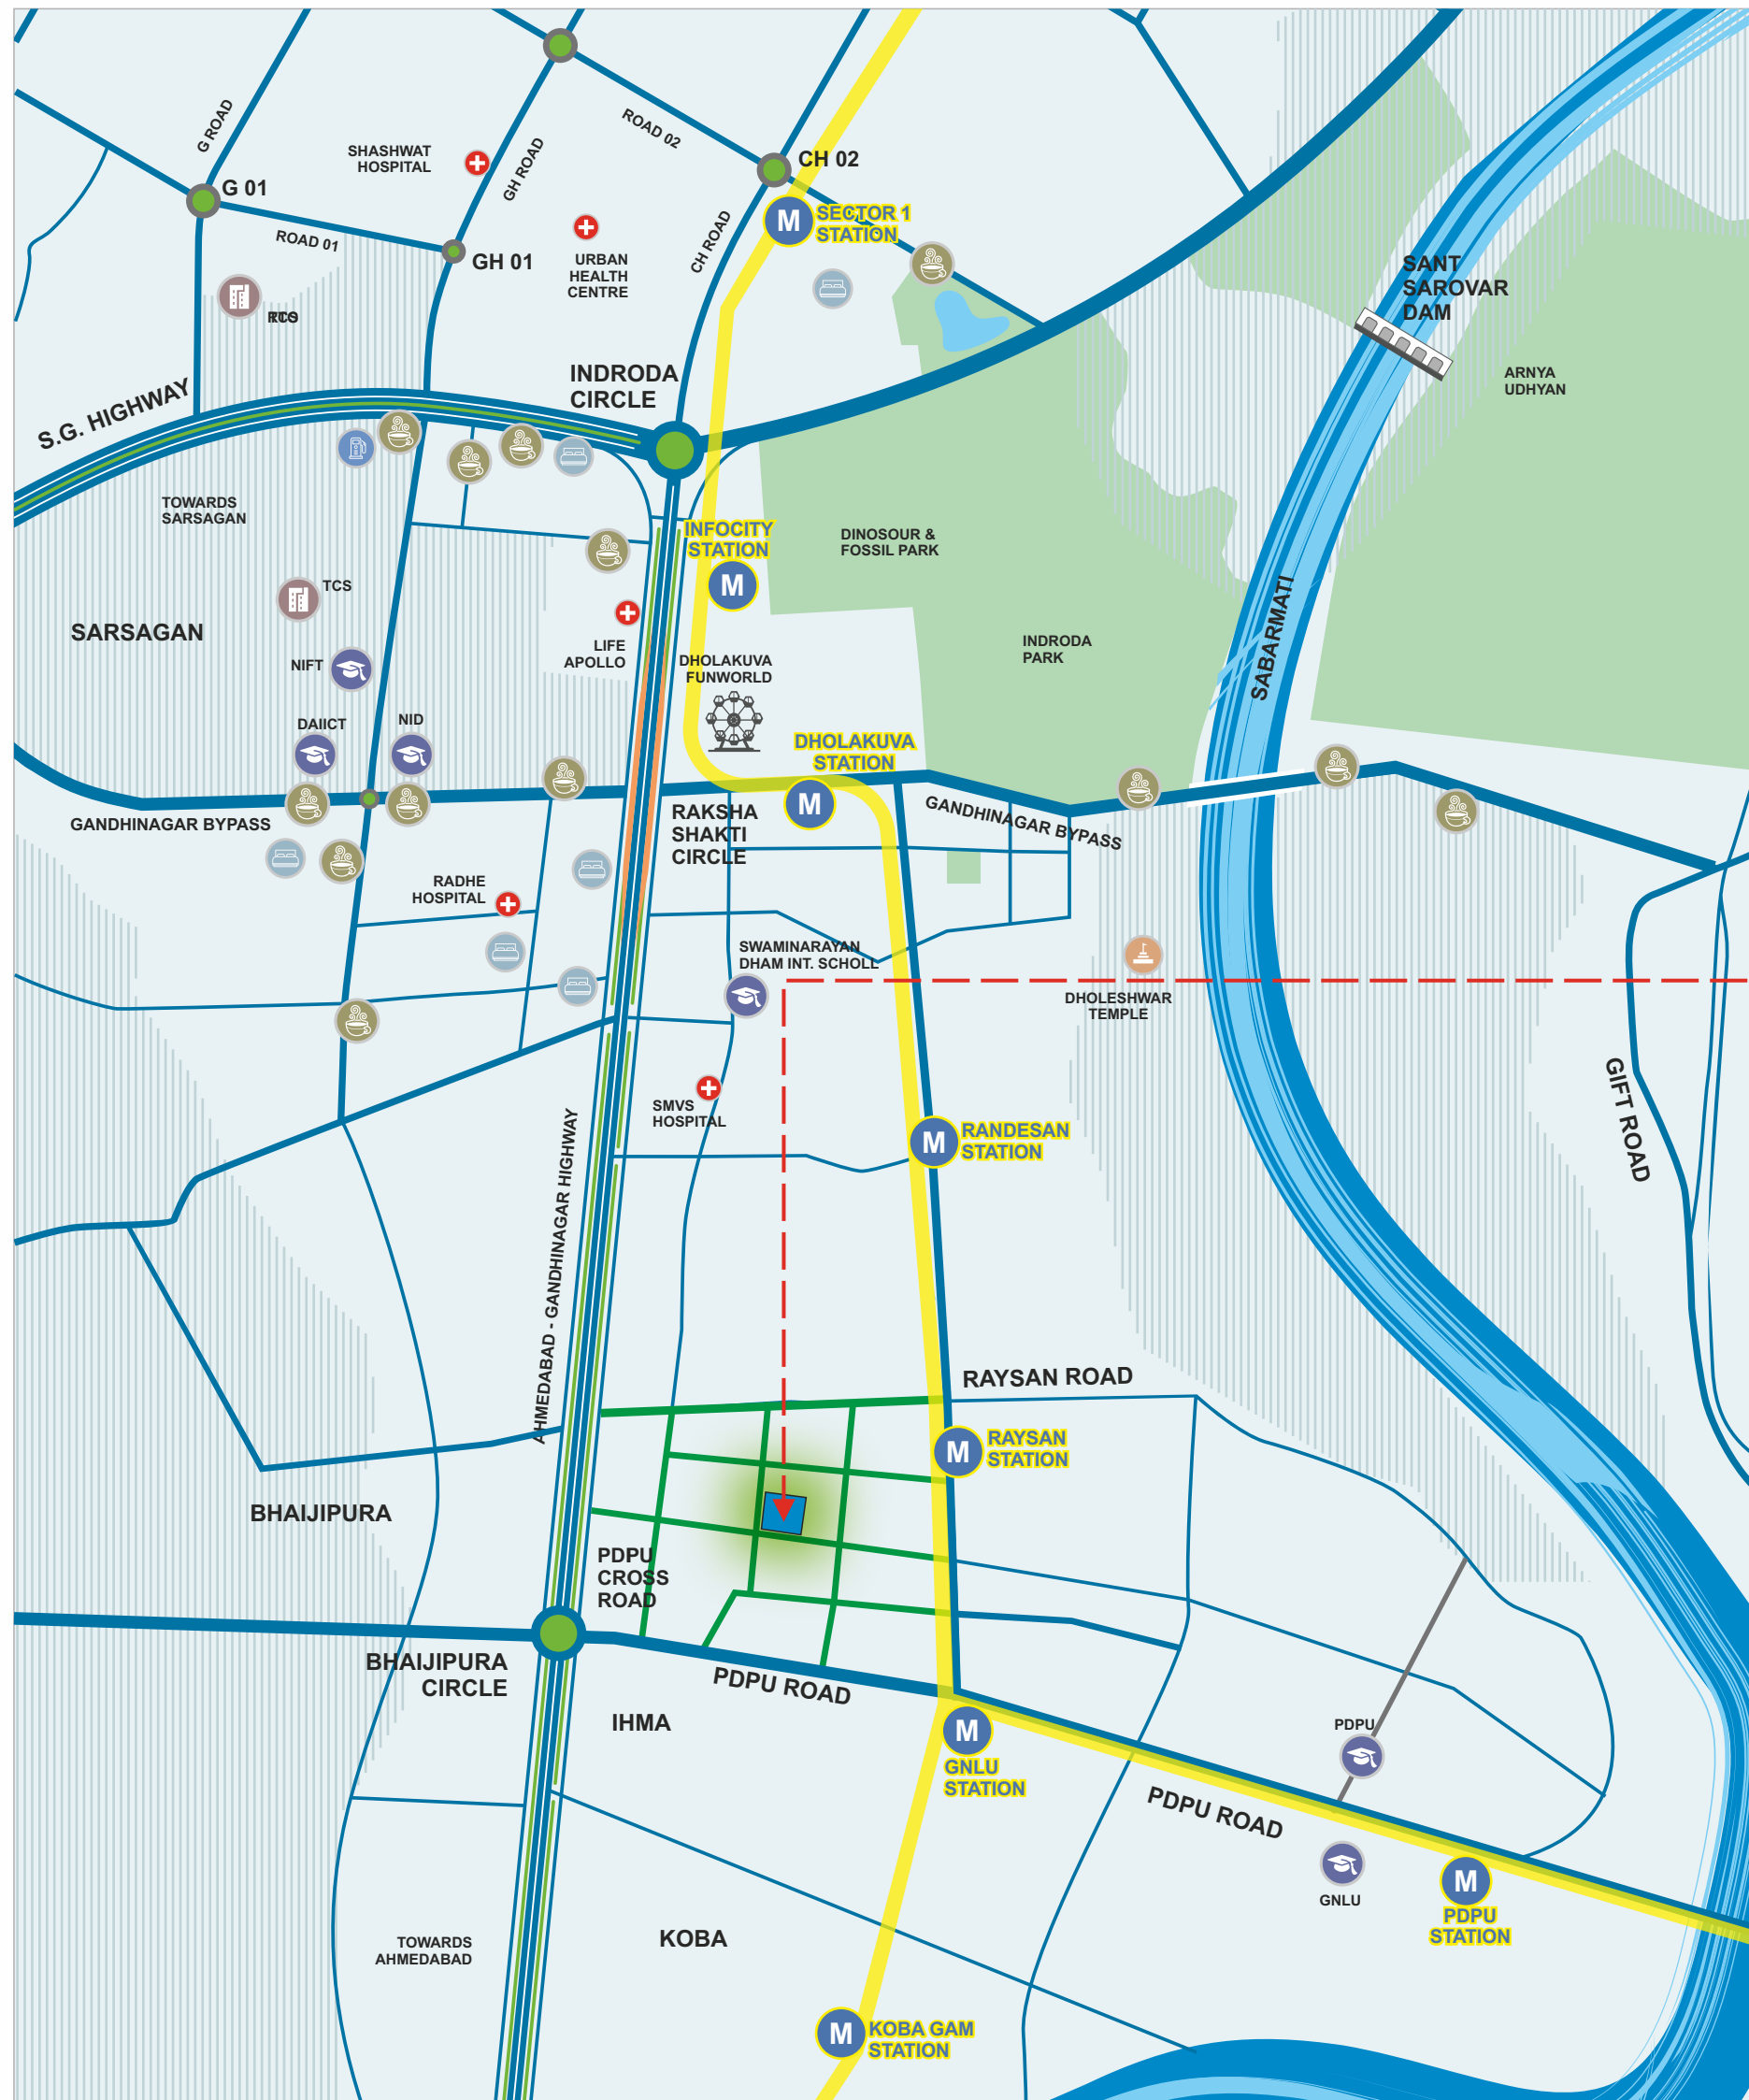 G ROAD
SHASHWAT
HOSPITAL
GH ROAD
ROAD 02
CH 02
G 01
ROAD 01
GH 01
URBAN
HEALTH
CENTRE
CH ROAD
M
SECTOR 1
STATION
SANT
SAROVAR
DAM
ARNYA
UDHYAN
INDRODA
CIRCLE
S.G. HIGHWAY
TOWARDS
SARSAGAN
INFOCITY
STATION
M
DINOSOUR &
FOSSIL PARK
TCS
SARSAGAN
NIFT
LIFE
APOLLO
DHOLAKUVA
FUNWORLD
INDRODA
PARK
SABARMATI
DAIICT
NID
DHOLAKUVA
STATION
M
GANDHINAGAR BYPASS
RAKSHA
SHAKTI
CIRCLE
GANDHINAGAR BYPASS
RADHE
HOSPITAL
SWAMINARAYAN
DHAM INT. SCHOLL
DHOLESHWAR
TEMPLE
SMVS
HOSPITAL
M
RANDESAN
STATION
GIFT ROAD
AHMEDABAD - GANDHINAGAR HIGHWAY
RAYSAN ROAD
M
RAYSAN
STATION
BHAIJIPURA
PDPU
CROSS
ROAD
BHAIJIPURA
CIRCLE
PDPU ROAD
IHMA
M
GNLU
STATION
PDPU
PDPU ROAD
GNLU
M
PDPU
STATION
KOBA
TOWARDS
AHMEDABAD
M
KOBA GAM
STATION